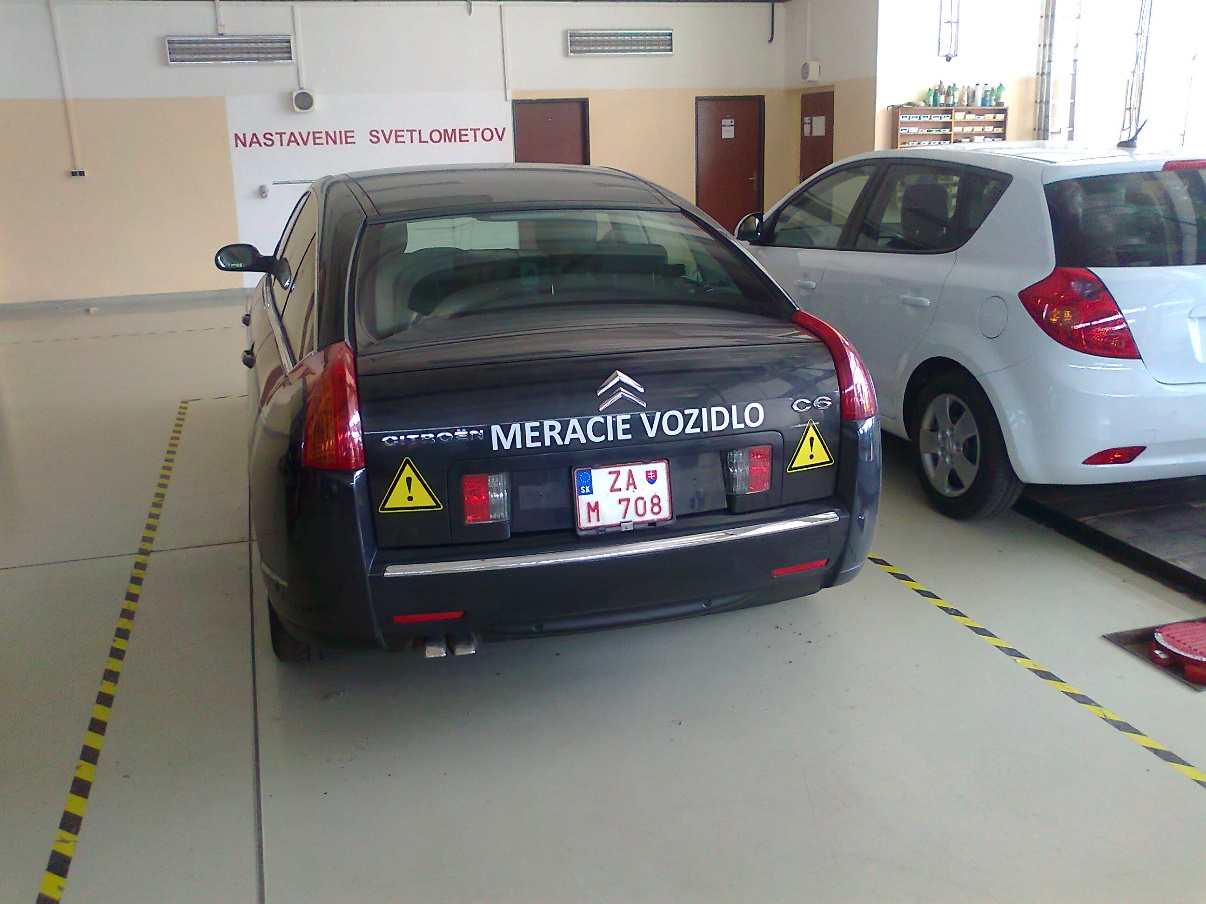 NASTAVENIE SVETLOMETOV
CITROËN
MERACIE VOZIDLO
C6
!
!
SK
ZA
M 708